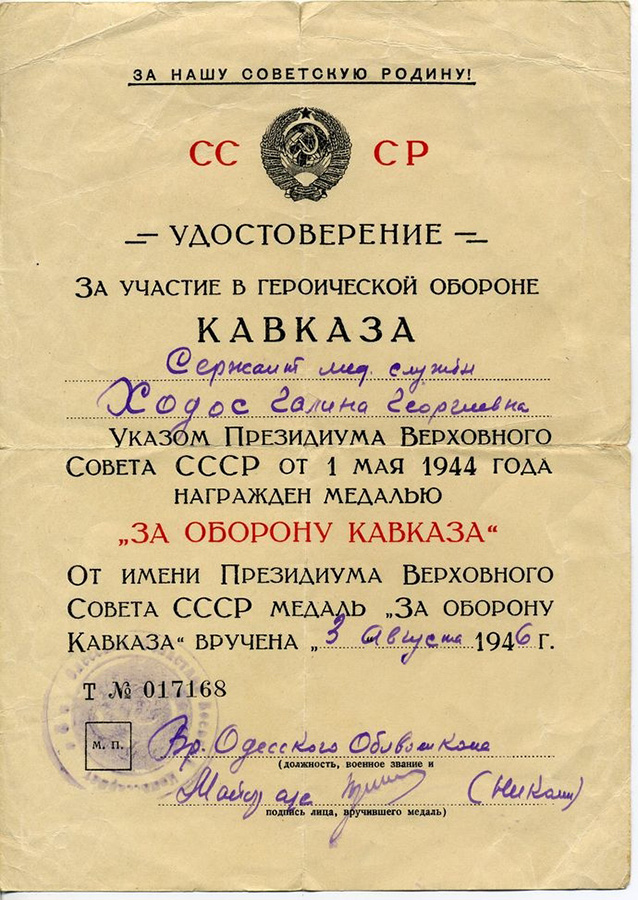 ЗА НАШУ СОВЕТСКУЮ РОДИНУ!
СС СР
УДОСТОВЕРЕНИЕ
ЗА УЧАСТИЕ В ГЕРОИЧЕСКОЙ ОБОРОНЕ
КАВКАЗА
Сержант мед. службы
Ходос Галина Георгиевна
УКАЗОМ ПРЕЗИДИУМА ВЕРХОВНОГО
СОВЕТА СССР ОТ 1 МАЯ 1944 ГОДА
НАГРАЖДЕН МЕДАЛЬЮ
„ЗА ОБОРОНУ КАВКАЗА“
ОТ ИМЕНИ ПРЕЗИДИУМА ВЕРХОВНОГО
СОВЕТА СССР МЕДАЛЬ „ЗА ОБОРОНУ
КАВКАЗА“ ВРУЧЕНА „3 Августа 1946 Г.
Т № 017168
М. П.
Вр. Одесского Облвоенкома
(должность, военное звание и
Майор а/с
подпись лица, вручившего медаль)